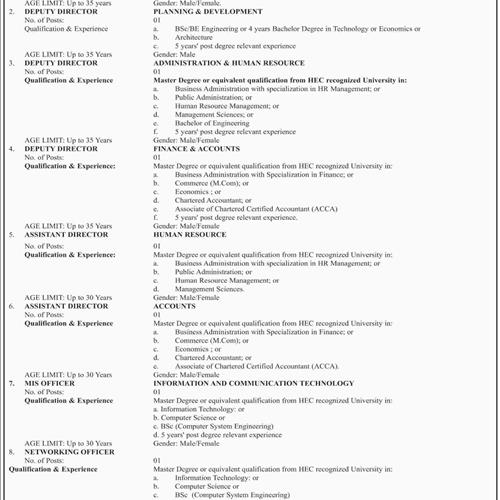 AGE LIMIT: Up to 35 years Gender: Male/Female.
2. DEPUTY DIRECTOR PLANNING & DEVELOPMENT
No. of Posts: 01
Qualification & Experience a. BSc/BE Engineering or 4 years Bachelor Degree in Technology or Economics or
b. Architecture
c. 5 years' post degree relevant experience
AGE LIMIT: Up to 35 Years Gender: Male
3. DEPUTY DIRECTOR ADMINISTRATION & HUMAN RESOURCE
No. of Posts: 01
Qualification & Experience Master Degree or equivalent qualification from HEC recognized University in:
a. Business Administration with specialization in HR Management; or
b. Public Administration; or
c. Human Resource Management; or
d. Management Sciences; or
e. Bachelor of Engineering
f. 5 years' post degree relevant experience
AGE LIMIT: Up to 35 Years Gender: Male/Female
4. DEPUTY DIRECTOR FINANCE & ACCOUNTS
No. of Posts: 01
Qualification & Experience: Master Degree or equivalent qualification from HEC recognized University in:
a. Business Administration with Specialization in Finance; or
b. Commerce (M.Com); or
c. Economics ; or
d. Chartered Accountant; or
e. Associate of Chartered Certified Accountant (ACCA)
f. 5 years' post degree relevant experience.
AGE LIMIT: Up to 35 Years Gender: Male/Female
5. ASSISTANT DIRECTOR HUMAN RESOURCE
No. of Posts: 01
Qualification & Experience: Master Degree or equivalent qualification from HEC recognized University in:
a. Business Administration with specialization in HR Management; or
b. Public Administration; or
c. Human Resource Management; or
d. Management Sciences.
AGE LIMIT: Up to 30 Years Gender: Male/Female
6. ASSISTANT DIRECTOR ACCOUNTS
No. of Posts: 01
Qualification & Experience Master Degree or equivalent qualification from HEC recognized University in:
a. Business Administration with Specialization in Finance; or
b. Commerce (M.Com); or
c. Economics ; or
d. Chartered Accountant; or
e. Associate of Chartered Certified Accountant (ACCA).
AGE LIMIT: Up to 30 Years Gender: Male/Female
7. MIS OFFICER INFORMATION AND COMMUNICATION TECHNOLOGY
No. of Posts: 01
Qualification & Experience Master Degree or equivalent qualification from HEC recognized University in:
a. Information Technology: or
b. Computer Science or
c. BSc (Computer System Engineering)
d. 5 years' post degree relevant experience
AGE LIMIT: Up to 30 Years Gender: Male/Female
8. NETWORKING OFFICER
No. of Posts: 01
Qualification & Experience Master Degree or equivalent qualification from HEC recognized University in:
a. Information Technology: or
b. Computer Science or
c. BSc (Computer System Engineering)